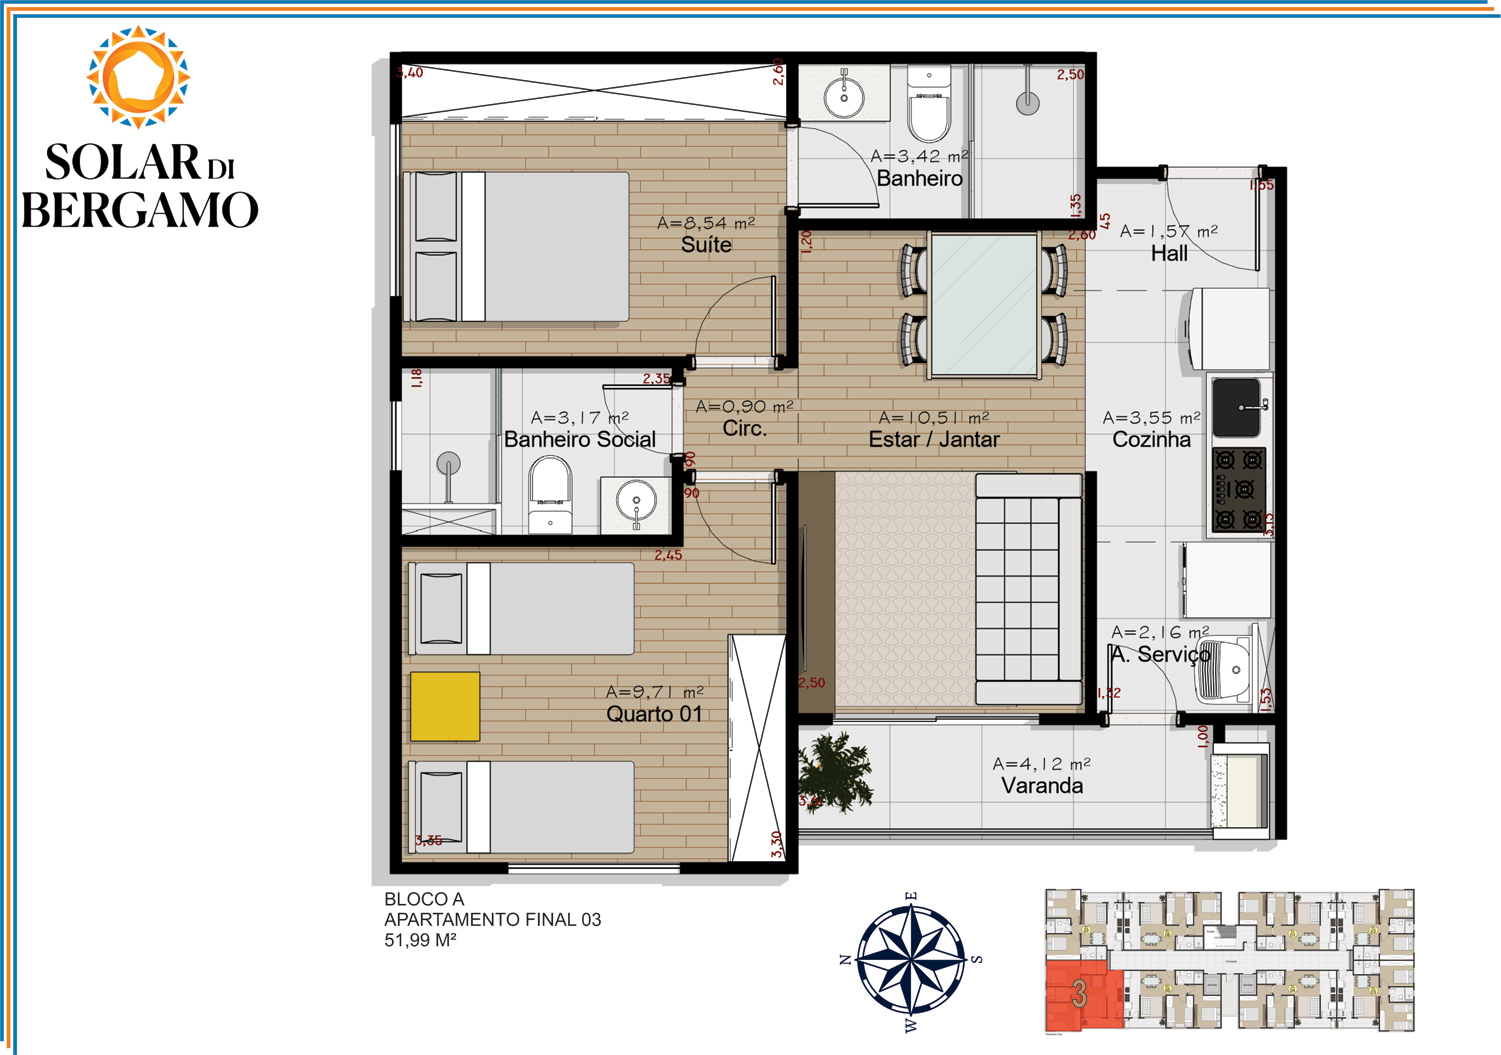 SOLAR DI
BERGAMO
3,40
2,60
2,50
A=3,42 m²
Banheiro
1,35
A=8,54 m²
Suíte
1,20
2,60
45
1,55
A=1,57 m²
Hall
1,18
2,35
A=3,17 m²
Banheiro Social
A=0,90 m²
Circ.
90
90
A=10,51 m²
Estar / Jantar
A=3,55 m²
Cozinha
3,13
2,45
A=9,71 m²
Quarto 01
2,50
A=2,16 m²
A. Serviço
1,32
1,53
1,00
A=4,12 m²
Varanda
3,35
3,30
BLOCO A
APARTAMENTO FINAL 03
51,99 M²
E
N
S
W
3